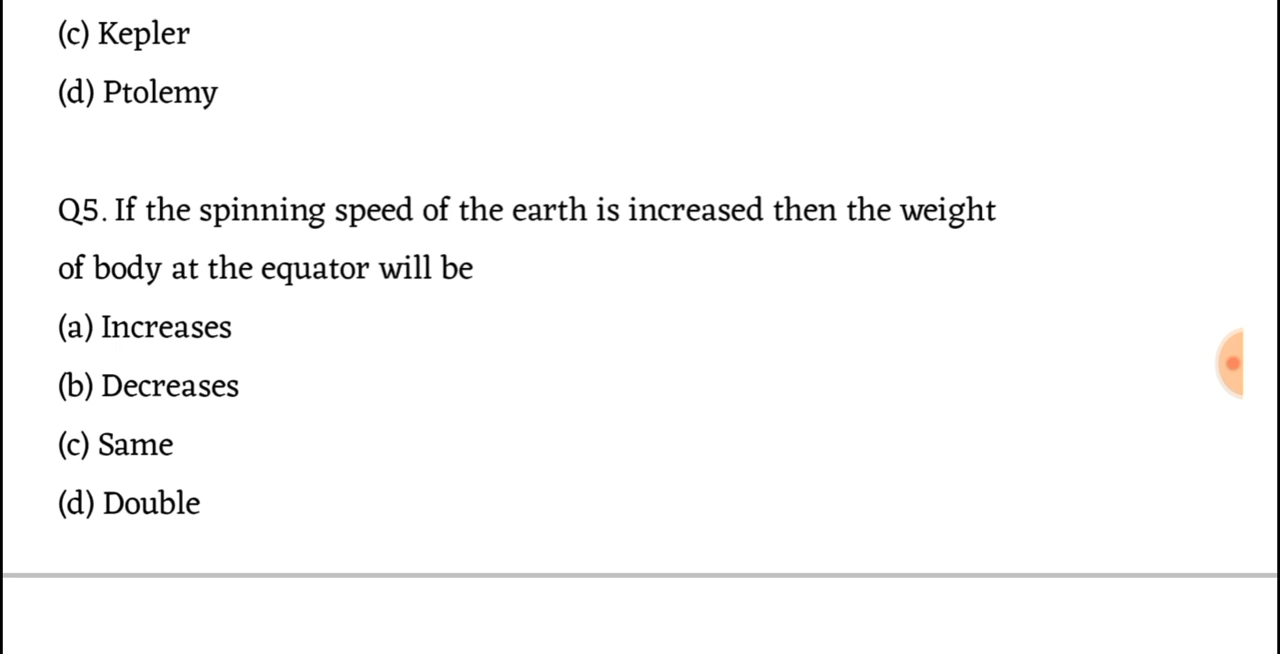 (c) Kepler
(d) Ptolemy
Q5. If the spinning speed of the earth is increased then the weight
of body at the equator will be
(a) Increases
(b) Decreases
(c) Same
(d) Double